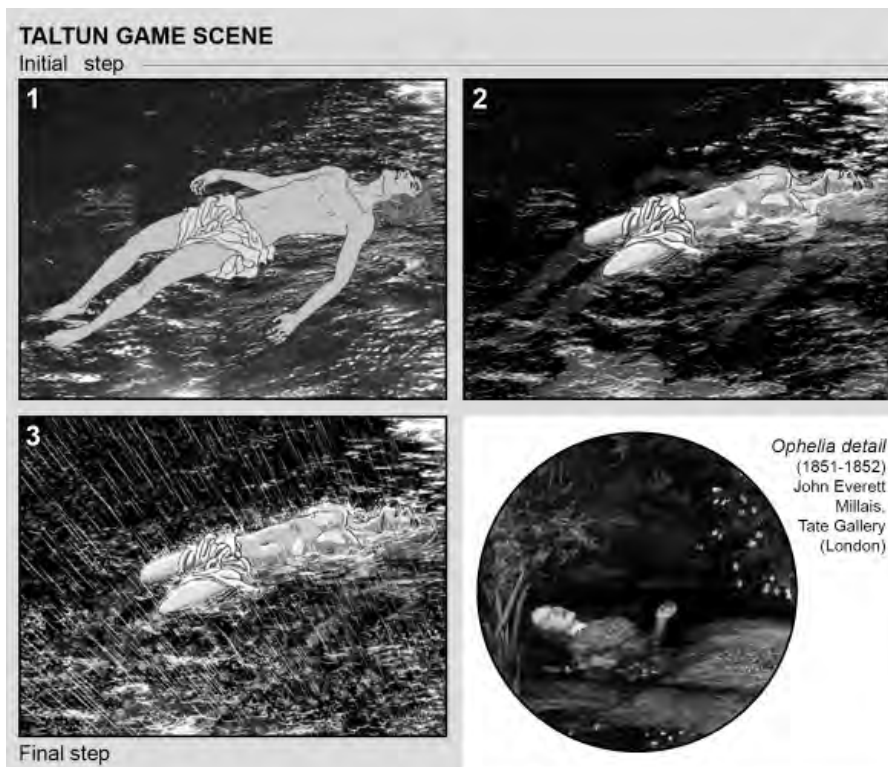 TALTUN GAME SCENE
Initial step
1
2
3
Ophelia detail
(1851-1852)
John Everett
Millais,
Tate Gallery
(London)
Final step